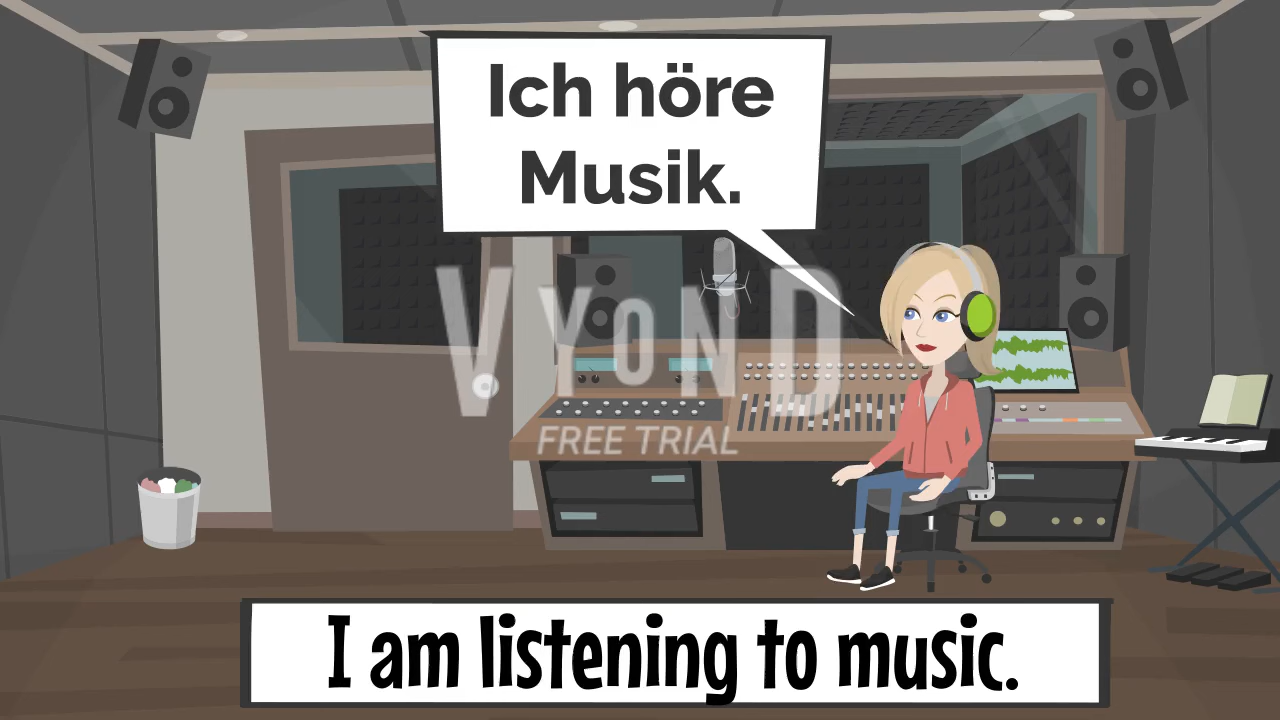 Ich höre
Musik.
VYOND
FREE TRIAL
I am listening to music.